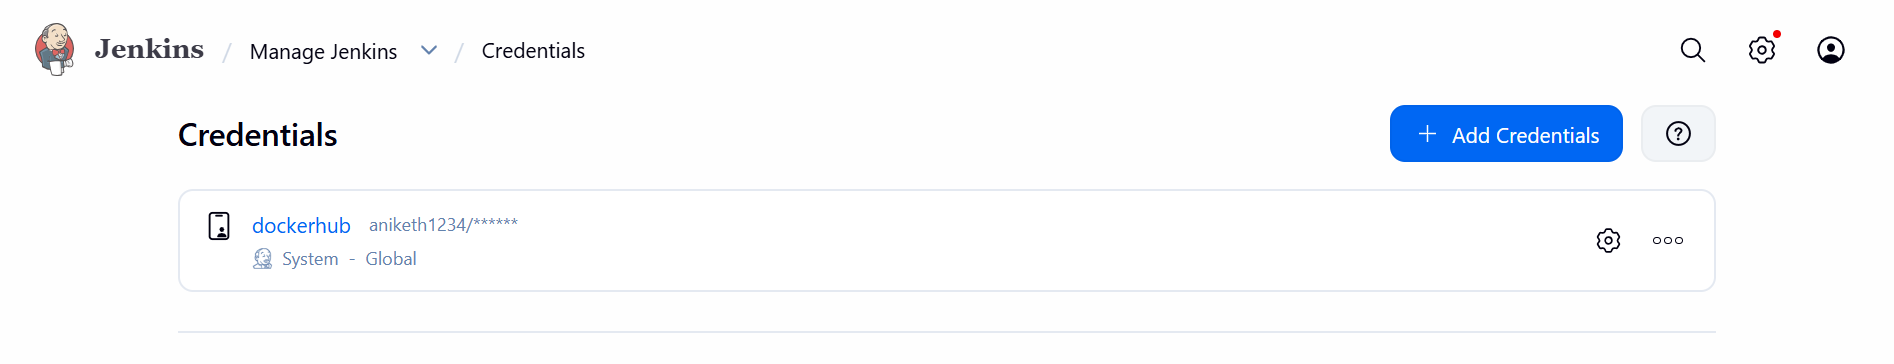 Jenkins / Manage Jenkins / Credentials
Credentials
+ Add Credentials
dockerhub aniketh1234/******
System - Global